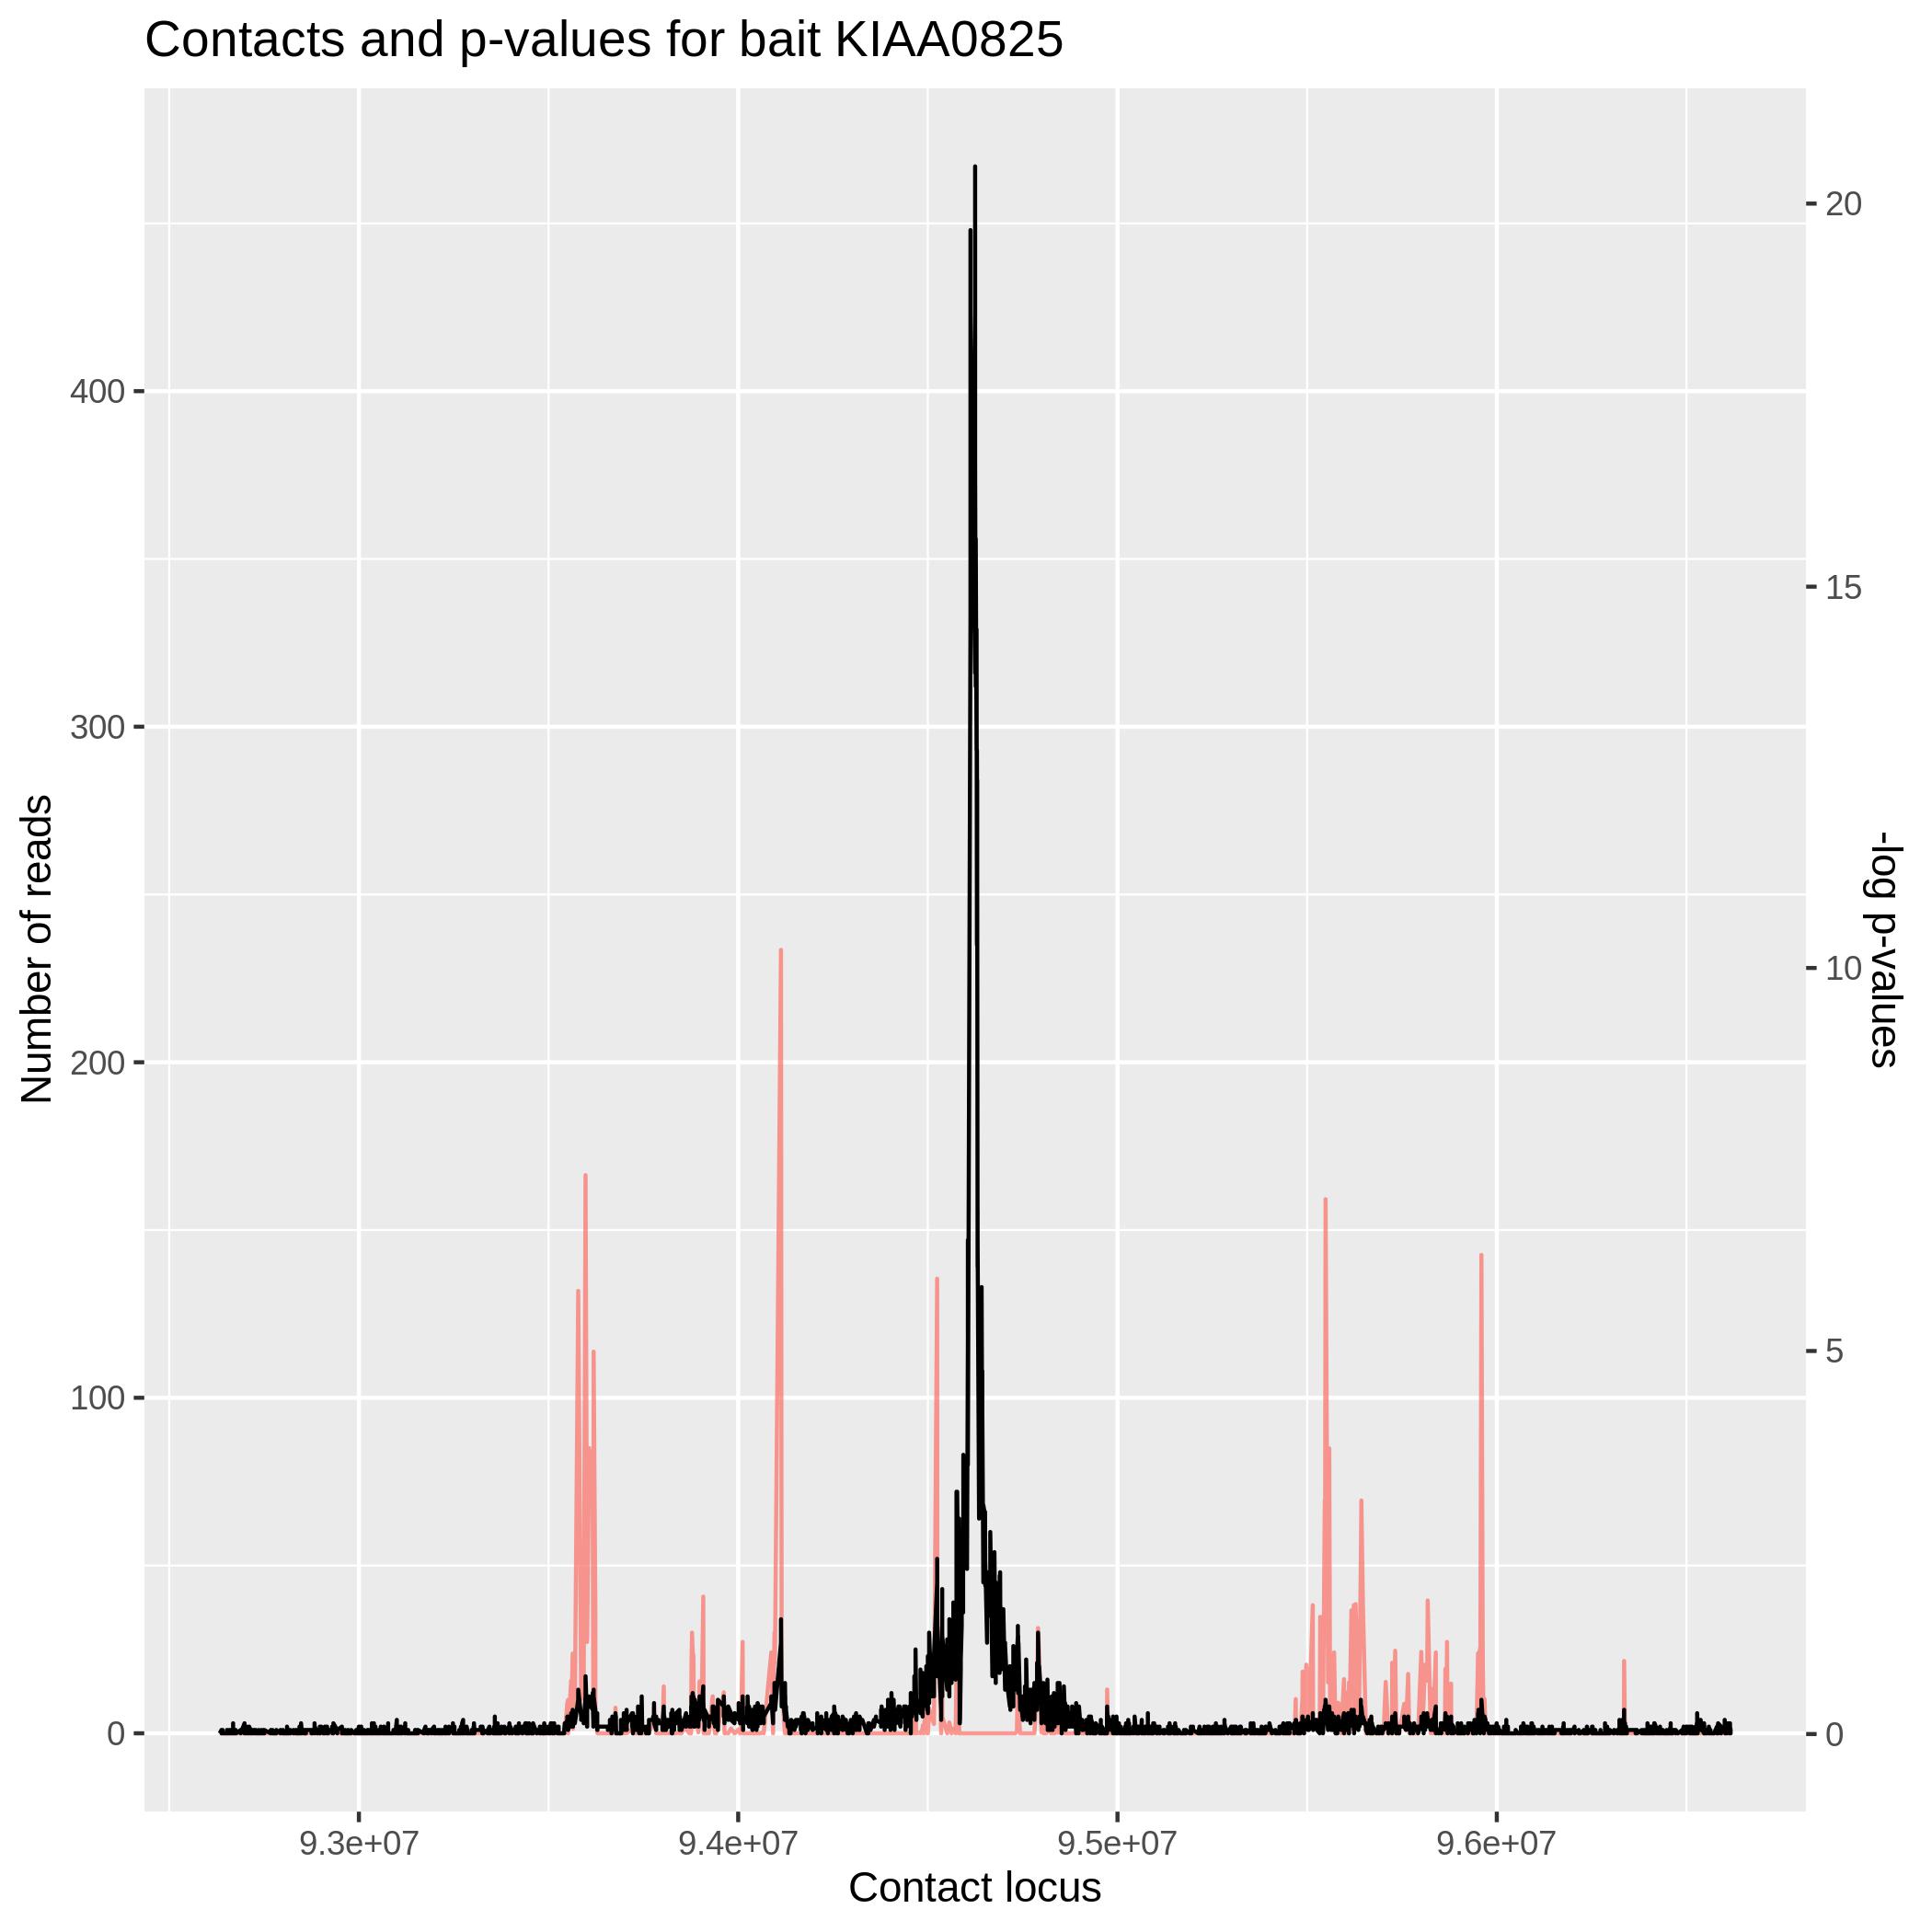 Contacts and p-values for bait KIAA0825
Number of reads
400
300
200
100
0
20
15
10
5
0
-log p-values
9.3e+07
9.4e+07
9.5e+07
9.6e+07
Contact locus